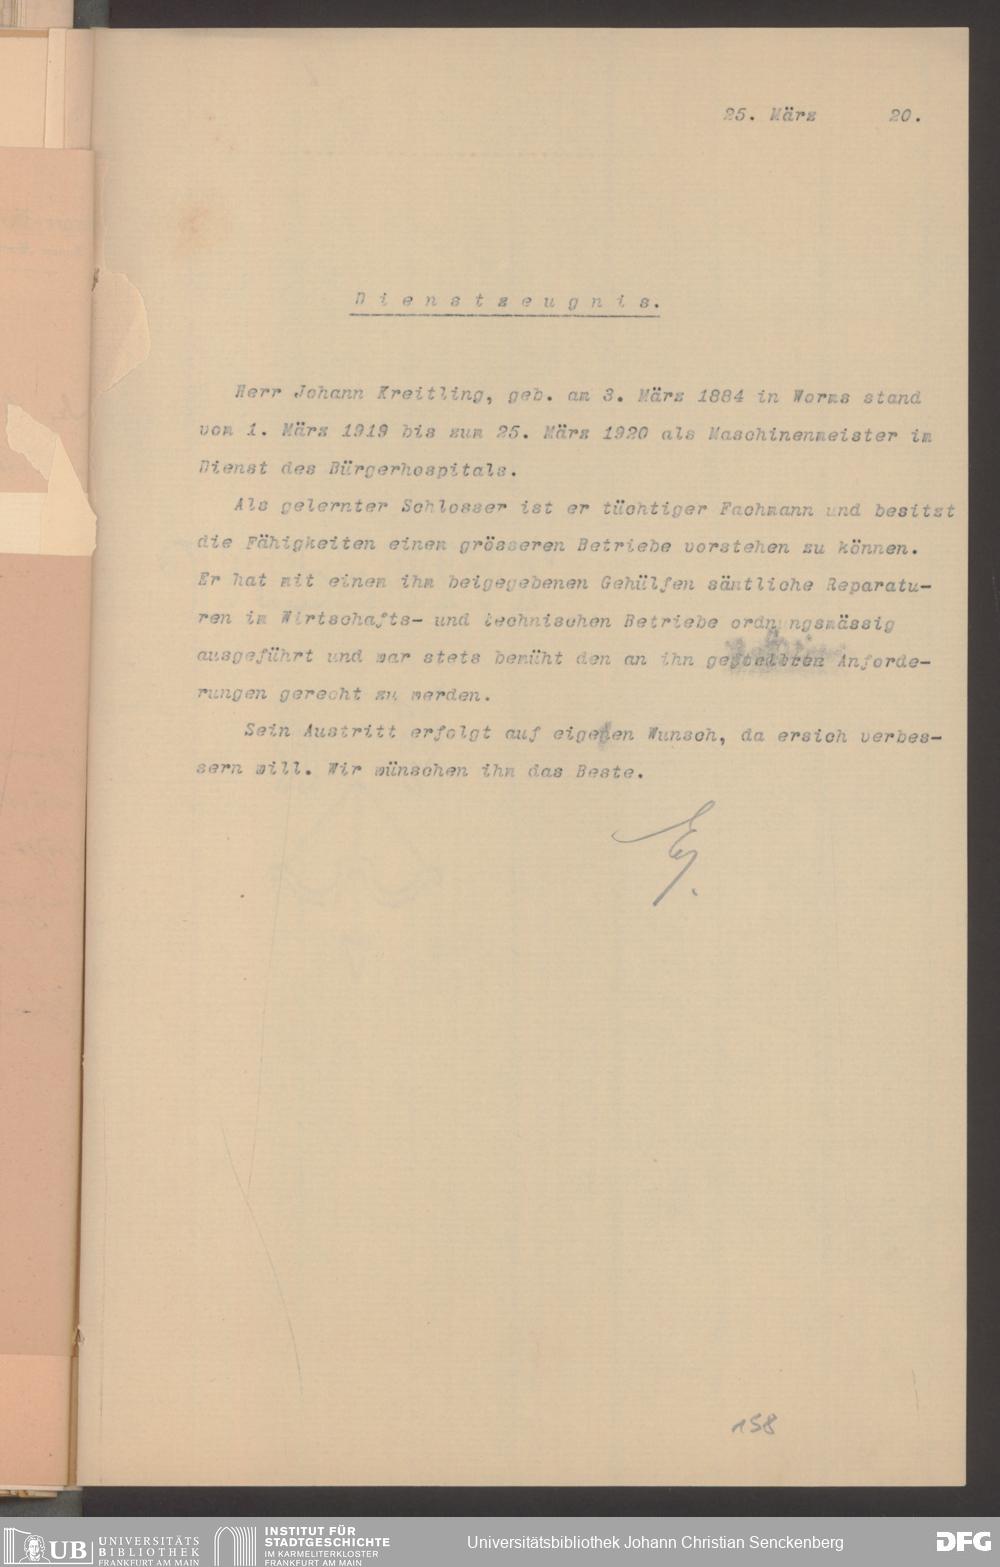 25. März 20.
Dienstzeugnis.
Herr Johann Kreitling, geb. am 3. März 1884 in Worms stand
vom 1. März 1919 bis zum 25. März 1920 als Maschinenmeister im
Dienst des Bürgerhospitals.
Als gelernter Schlosser ist er tüchtiger Fachmann und besitzt
die Fähigkeiten einem grösseren Betriebe vorstehen zu können.
Er hat mit einem ihm beigegebenen Gehülfen sämtliche Reparatu-
ren im Wirtschafts- und technischen Betriebe ordnungsmässig
ausgeführt und war stets bemüht den an ihn gestellten Anforde-
rungen gerecht zu werden.
Sein Austritt erfolgt auf eigenen Wunsch, da ersich verbes-
sern will. Wir wünschen ihm das Beste.
158
UB UNIVERSITÄTS
BIBLIOTHEK
FRANKFURT AM MAIN
INSTITUT FÜR
STADTGESCHICHTE
IM KARMELITERKLOSTER
FRANKFURT AM MAIN
Universitätsbibliothek Johann Christian Senckenberg
DFG